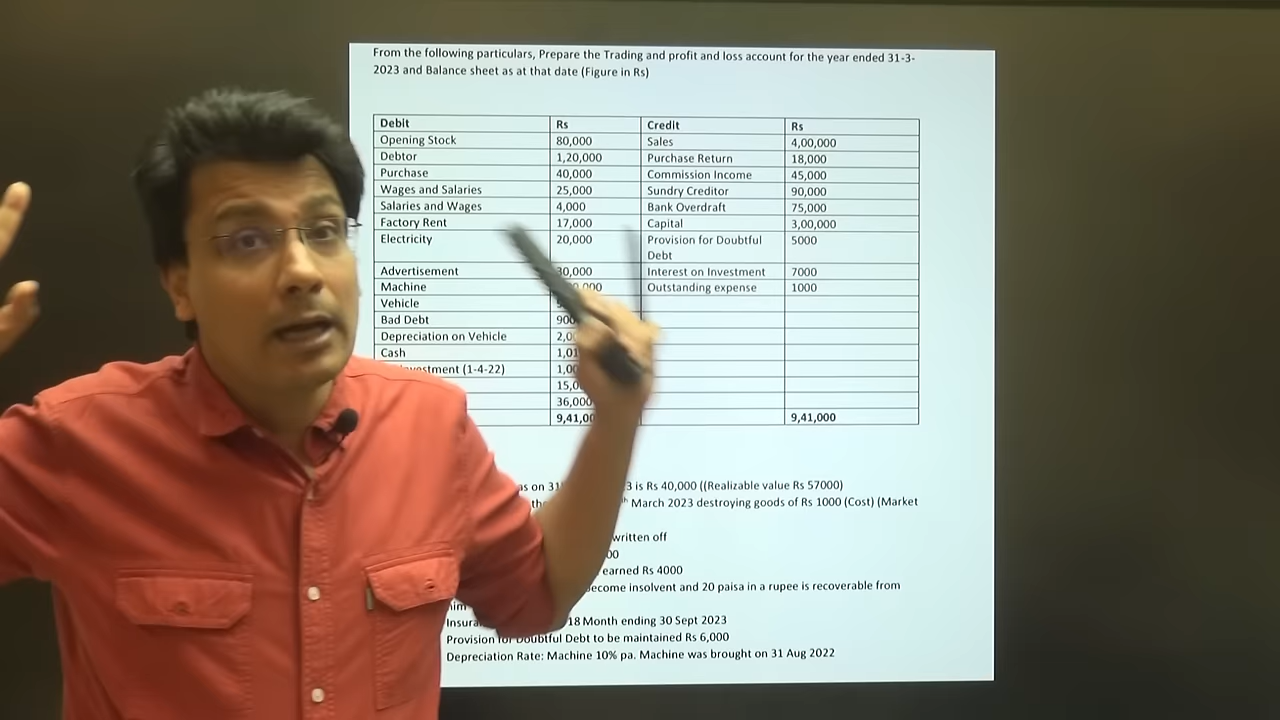 From the following particulars, Prepare the Trading and profit and loss account for the year ended 31-3-
2023 and Balance sheet as at that date (Figure in Rs)
Debit Rs Credit Rs
Opening Stock 80,000 Sales 4,00,000
Debtor 1,20,000 Purchase Return 18,000
Purchase 40,000 Commission Income 45,000
Wages and Salaries 25,000 Sundry Creditor 90,000
Salaries and Wages 4,000 Bank Overdraft 75,000
Factory Rent 17,000 Capital 3,00,000
Electricity 20,000 Provision for Doubtful 5000
Debt
Advertisement 30,000 Interest on Investment 7000
Machine Outstanding expense 1000
Vehicle
Bad Debt
Depreciation on Vehicle
Cash
(1-4-22)
36,000
9,41,000
as on 31 is Rs 40,000 ((Realizable value Rs 57000)
March 2023 destroying goods of Rs 1000 (Cost) (Market
written off
earned Rs 4000
become insolvent and 20 paisa in a rupee is recoverable from
him
18 Month ending 30 Sept 2023
Provision for Doubtful Debt to be maintained Rs 6,000
Depreciation Rate: Machine 10% pa. Machine was brought on 31 Aug 2022